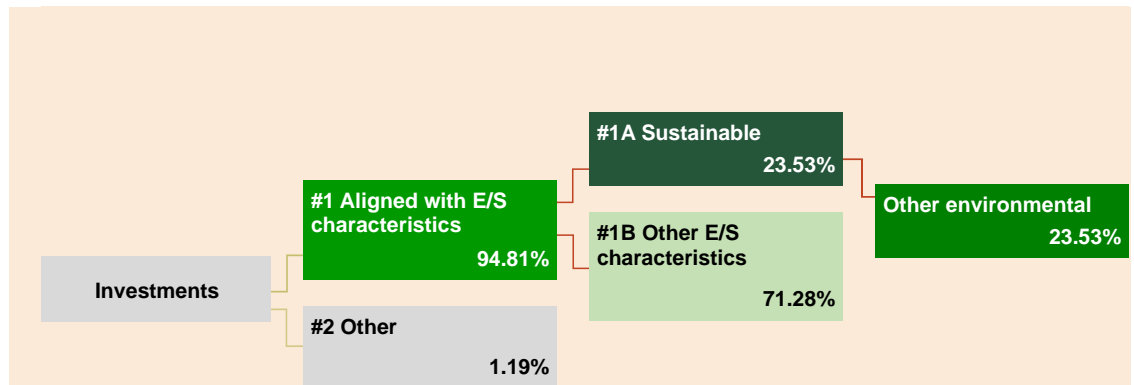 Investments
#1 Aligned with E/S
characteristics
94.81%
#2 Other
1.19%
#1A Sustainable
23.53%
#1B Other E/S
characteristics
71.28%
Other environmental
23.53%